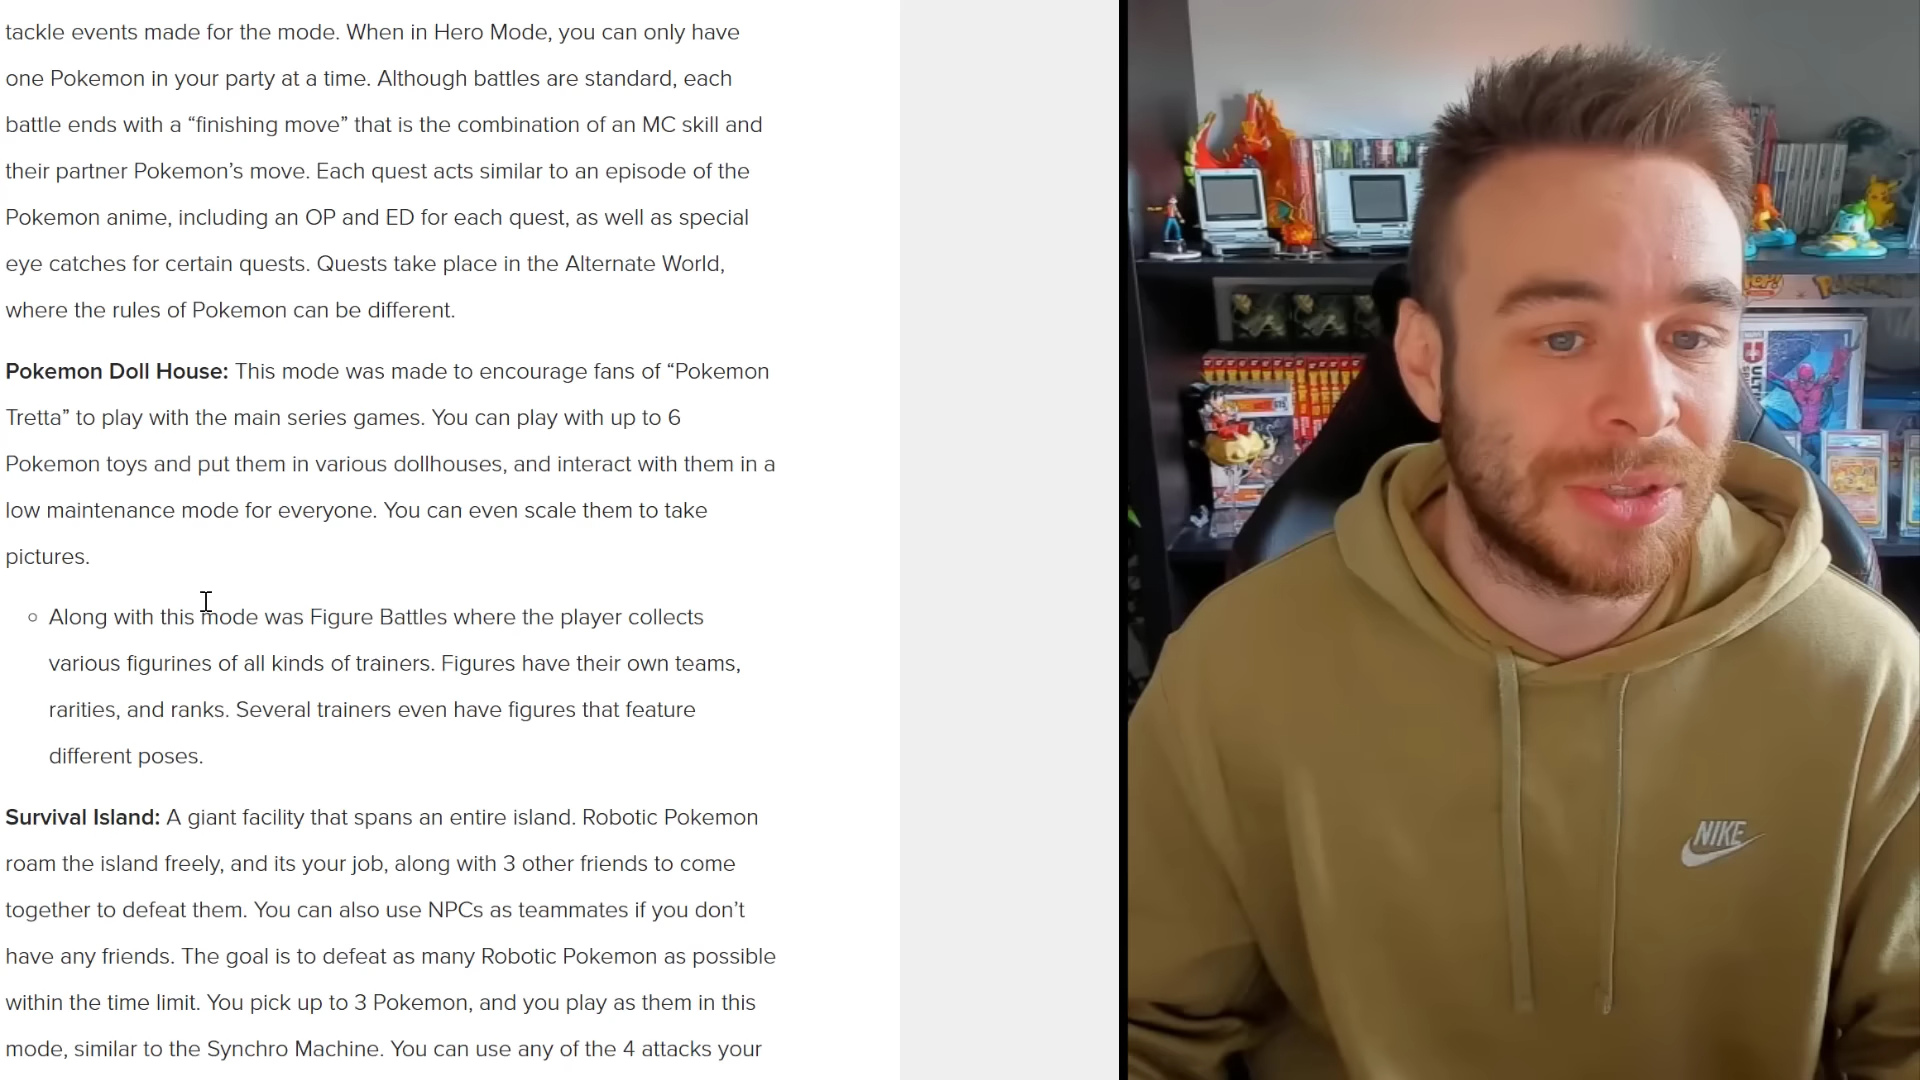 tackle events made for the mode. When in Hero Mode, you can only have
one Pokemon in your party at a time. Although battles are standard, each
battle ends with a “finishing move” that is the combination of an MC skill and
their partner Pokemon’s move. Each quest acts similar to an episode of the
Pokemon anime, including an OP and ED for each quest, as well as special
eye catches for certain quests. Quests take place in the Alternate World,
where the rules of Pokemon can be different.
Pokemon Doll House: This mode was made to encourage fans of “Pokemon
Tretta” to play with the main series games. You can play with up to 6
Pokemon toys and put them in various dollhouses, and interact with them in a
low maintenance mode for everyone. You can even scale them to take
pictures.
Along with this mode was Figure Battles where the player collects
various figurines of all kinds of trainers. Figures have their own teams,
rarities, and ranks. Several trainers even have figures that feature
different poses.
Survival Island: A giant facility that spans an entire island. Robotic Pokemon
roam the island freely, and its your job, along with 3 other friends to come
together to defeat them. You can also use NPCs as teammates if you don’t
have any friends. The goal is to defeat as many Robotic Pokemon as possible
within the time limit. You pick up to 3 Pokemon, and you play as them in this
mode, similar to the Synchro Machine. You can use any of the 4 attacks your
NIKE